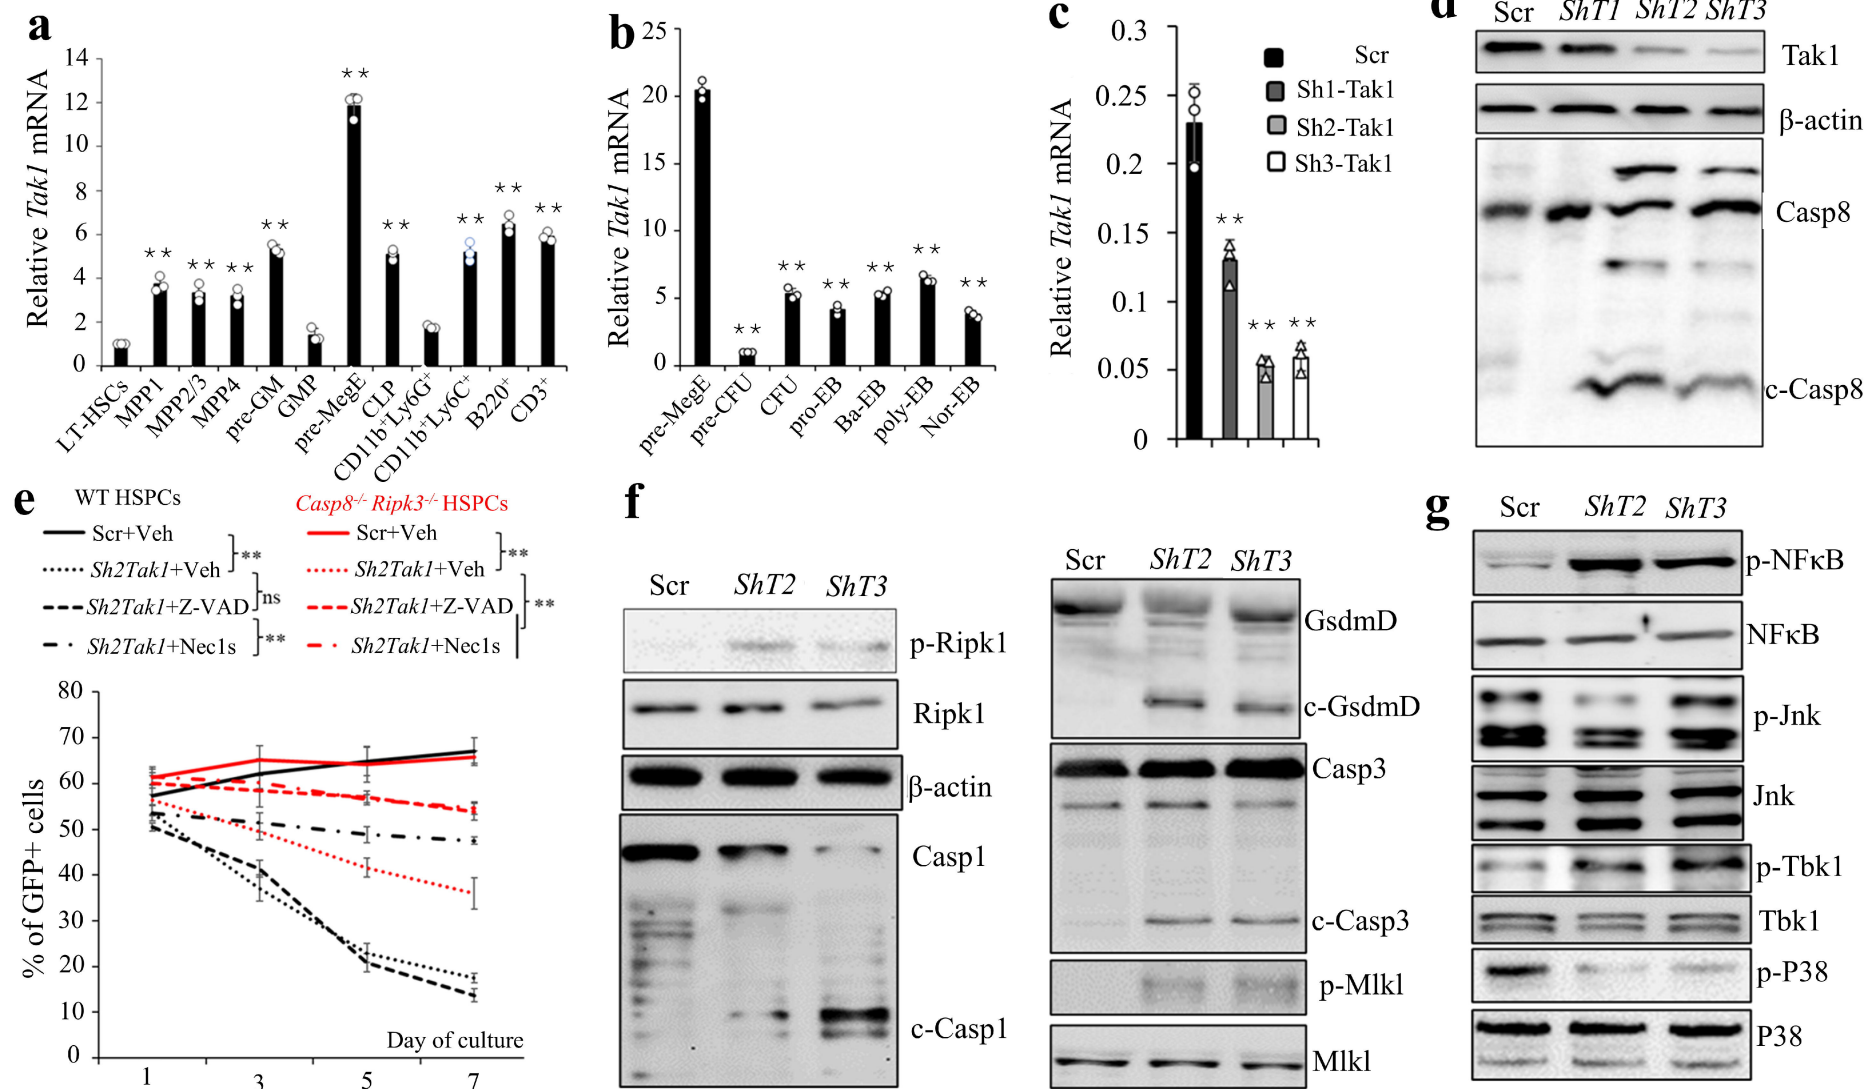 a
Relative Tak1 mRNA
14
12
10
8
6
4
2
0
**
**
**
**
**
**
**
**
**
LT-HSCs
MPP1
MPP2/3
MPP4
pre-GM
GMP
pre-MegE
CLP
CD11b+Ly6G+
CD11b+Ly6C+
B220+
CD3+
b
Relative Tak1 mRNA
25
20
15
10
5
0
**
**
**
**
**
**
pre-MegE
pre-CFU
CFU
pro-EB
Ba-EB
poly-EB
Nor-EB
c
Relative Tak1 mRNA
0.3
0.25
0.2
0.15
0.1
0.05
0
Scr
Sh1-Tak1
Sh2-Tak1
Sh3-Tak1
**
**
**
d
Scr ShT1 ShT2 ShT3
Tak1
β-actin
Casp8
c-Casp8
e
WT HSPCs
Scr+Veh
Sh2Tak1+Veh
Sh2Tak1+Z-VAD
Sh2Tak1+Nec1s
**
ns
**
Casp8-/- Ripk3-/- HSPCs
Scr+Veh
Sh2Tak1+Veh
Sh2Tak1+Z-VAD
Sh2Tak1+Nec1s
**
**
% of GFP+ cells
80
70
60
50
40
30
20
10
0
Day of culture
1 3 5 7
f
Scr ShT2 ShT3
p-Ripk1
Ripk1
β-actin
Casp1
c-Casp1
Scr ShT2 ShT3
GsdmD
c-GsdmD
Casp3
c-Casp3
p-Mlkl
Mlkl
g
Scr ShT2 ShT3
p-NFκB
NFκB
p-Jnk
Jnk
p-Tbk1
Tbk1
p-P38
P38